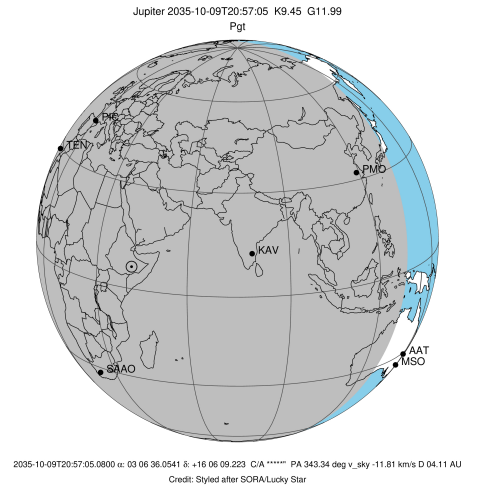 Jupiter 2035-10-09T20:57:05 K9.45 G11.99
Pgt
PIC
TEN
PMO
KAV
AAT
MSO
SAAO
2035-10-09T20:57:05.0800 α: 03 06 36.0541 δ: +16 06 09.223 C/A *****" PA 343.34 deg v_sky -11.81 km/s D 04.11 AU
Credit: Styled after SORA/Lucky Star